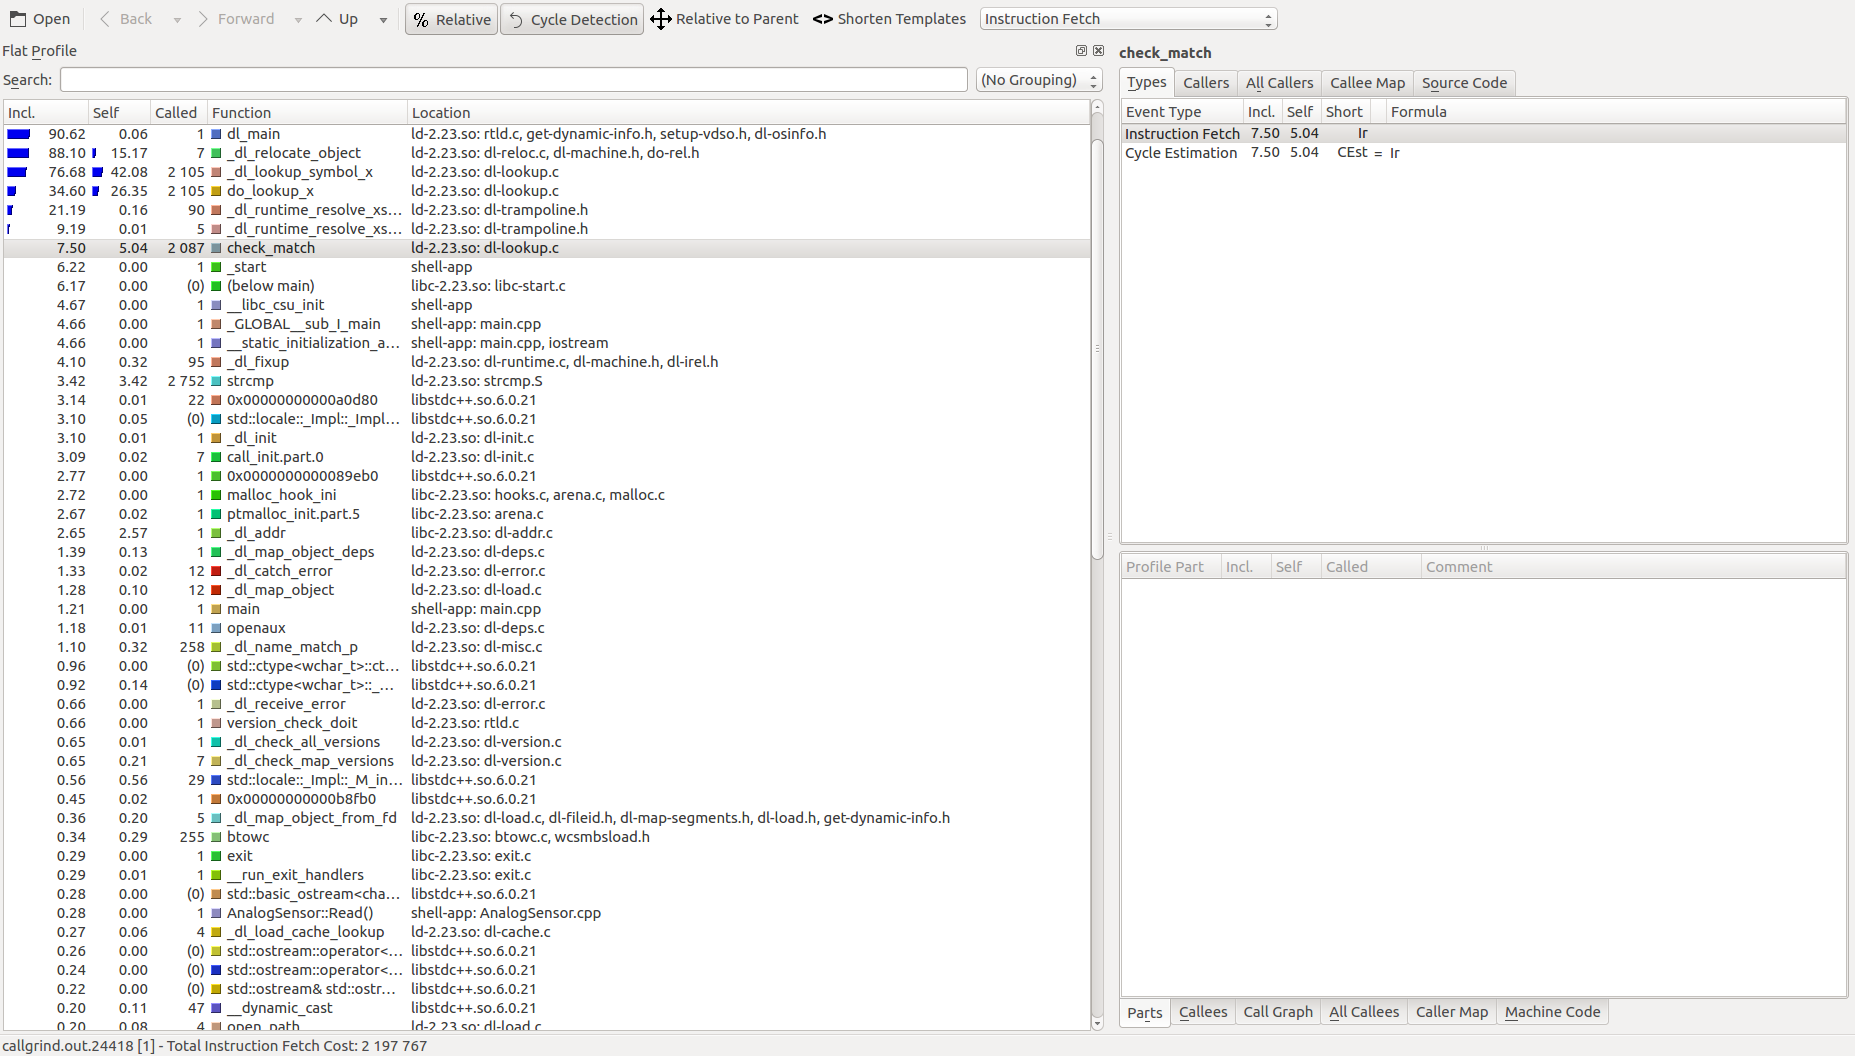 Open Back Forward Up % Relative Cycle Detection Relative to Parent <> Shorten Templates Instruction Fetch
Flat Profile
Search: (No Grouping)
Incl. Self Called Function Location
90.62 0.06 1 dl_main ld-2.23.so: rtld.c, get-dynamic-info.h, setup-vdso.h, dl-osinfo.h
88.10 15.17 7 _dl_relocate_object ld-2.23.so: dl-reloc.c, dl-machine.h, do-rel.h
76.68 42.08 2 105 _dl_lookup_symbol_x ld-2.23.so: dl-lookup.c
34.60 26.35 2 105 do_lookup_x ld-2.23.so: dl-lookup.c
21.19 0.16 90 _dl_runtime_resolve_xs... ld-2.23.so: dl-trampoline.h
9.19 0.01 5 _dl_runtime_resolve_xs... ld-2.23.so: dl-trampoline.h
7.50 5.04 2 087 check_match ld-2.23.so: dl-lookup.c
6.22 0.00 1 _start shell-app
6.17 0.00 (0) (below main) libc-2.23.so: libc-start.c
4.67 0.00 1 __libc_csu_init shell-app
4.66 0.00 1 _GLOBAL__sub_I_main shell-app: main.cpp
4.66 0.00 1 __static_initialization_a... shell-app: main.cpp, iostream
4.10 0.32 95 _dl_fixup ld-2.23.so: dl-runtime.c, dl-machine.h, dl-irel.h
3.42 3.42 2 752 strcmp ld-2.23.so: strcmp.S
3.14 0.01 22 0x00000000000a0d80 libstdc++.so.6.0.21
3.10 0.05 (0) std::locale::_Impl::_Impl... libstdc++.so.6.0.21
3.10 0.01 1 _dl_init ld-2.23.so: dl-init.c
3.09 0.02 7 call_init.part.0 ld-2.23.so: dl-init.c
2.77 0.00 1 0x0000000000089eb0 libstdc++.so.6.0.21
2.72 0.00 1 malloc_hook_ini libc-2.23.so: hooks.c, arena.c, malloc.c
2.67 0.02 1 ptmalloc_init.part.5 libc-2.23.so: arena.c
2.65 2.57 1 _dl_addr libc-2.23.so: dl-addr.c
1.39 0.13 1 _dl_map_object_deps ld-2.23.so: dl-deps.c
1.33 0.02 12 _dl_catch_error ld-2.23.so: dl-error.c
1.28 0.10 12 _dl_map_object ld-2.23.so: dl-load.c
1.21 0.00 1 main shell-app: main.cpp
1.18 0.01 11 openaux ld-2.23.so: dl-deps.c
1.10 0.32 258 _dl_name_match_p ld-2.23.so: dl-misc.c
0.96 0.00 (0) std::ctype<wchar_t>::ct... libstdc++.so.6.0.21
0.92 0.14 (0) std::ctype<wchar_t>::_... libstdc++.so.6.0.21
0.66 0.00 1 _dl_receive_error ld-2.23.so: dl-error.c
0.66 0.00 1 version_check_doit ld-2.23.so: rtld.c
0.65 0.01 1 _dl_check_all_versions ld-2.23.so: dl-version.c
0.65 0.21 7 _dl_check_map_versions ld-2.23.so: dl-version.c
0.56 0.56 29 std::locale::_Impl::_M_in... libstdc++.so.6.0.21
0.45 0.02 1 0x00000000000b8fb0 libstdc++.so.6.0.21
0.36 0.20 5 _dl_map_object_from_fd ld-2.23.so: dl-load.c, dl-fileid.h, dl-map-segments.h, dl-load.h, get-dynamic-info.h
0.34 0.29 255 btowc libc-2.23.so: btowc.c, wcsmbsload.h
0.29 0.00 1 exit libc-2.23.so: exit.c
0.29 0.01 1 __run_exit_handlers libc-2.23.so: exit.c
0.28 0.00 (0) std::basic_ostream<cha... libstdc++.so.6.0.21
0.28 0.00 1 AnalogSensor::Read() shell-app: AnalogSensor.cpp
0.27 0.06 4 _dl_load_cache_lookup ld-2.23.so: dl-cache.c
0.26 0.00 (0) std::ostream::operator<... libstdc++.so.6.0.21
0.24 0.00 (0) std::ostream::operator<... libstdc++.so.6.0.21
0.22 0.00 (0) std::ostream& std::ostr... libstdc++.so.6.0.21
0.20 0.11 47 __dynamic_cast libstdc++.so.6.0.21
0.20 0.08 4 open_path ld-2.23.so: dl-load.c
check_match
Types Callers All Callers Callee Map Source Code
Event Type Incl. Self Short Formula
Instruction Fetch 7.50 5.04 Ir
Cycle Estimation 7.50 5.04 CEst = Ir
Profile Part Incl. Self Called Comment
Parts Callees Call Graph All Callees Caller Map Machine Code
callgrind.out.24418 [1] - Total Instruction Fetch Cost: 2 197 767